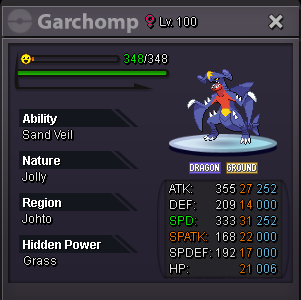 Garchomp Lv. 100
348/348
Ability
Sand Veil
Nature
Jolly
Region
Johto
Hidden Power
Grass
DRAGON GROUND
ATK: 355 27 252
DEF: 209 14 000
SPD: 333 31 252
SPATK: 168 22 000
SPDEF: 192 17 000
HP: 21 006